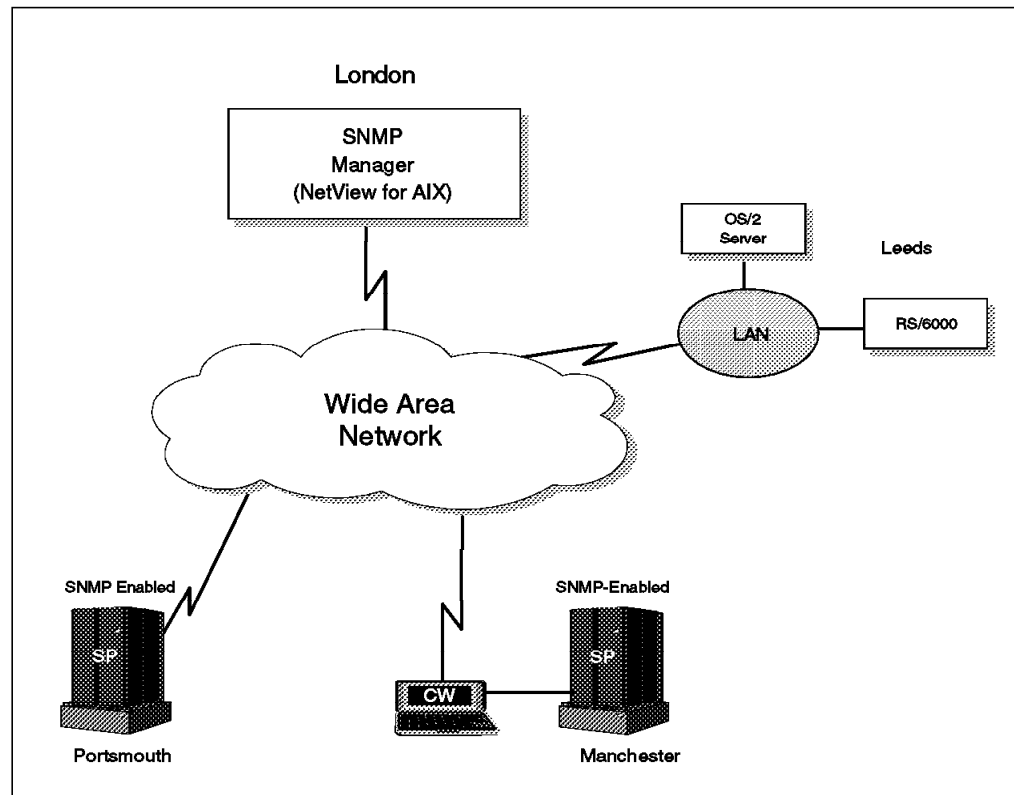 London
SNMP
Manager
(NetView for AIX)
OS/2
Server
Leeds
LAN
RS/6000
Wide Area
Network
SNMP Enabled
SP
Portsmouth
CW
SNMP-Enabled
SP
Manchester